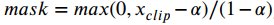 mask = max(0, x_clip − α)/(1 − α)